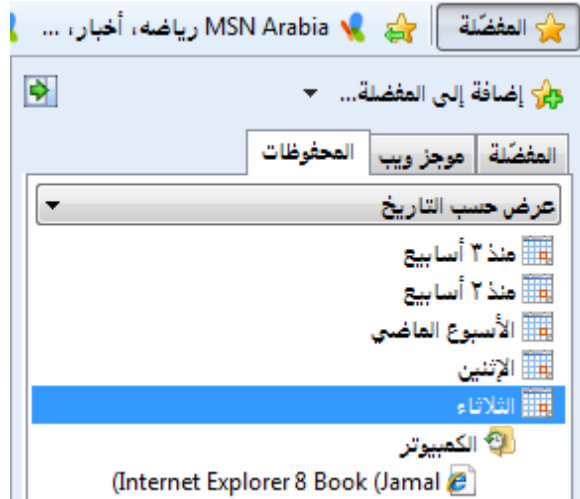 المفضّلة MSN Arabia رياضه، أخبار، ...
إضافة إلى المفضلة...
المفضّلة موجز ويب المحفوظات
عرض حسب التاريخ
منذ ٣ أسابيع
منذ ٢ أسابيع
الأسبوع الماضي
الإثنين
الثلاثاء
الكمبيوتر
(Internet Explorer 8 Book (Jamal